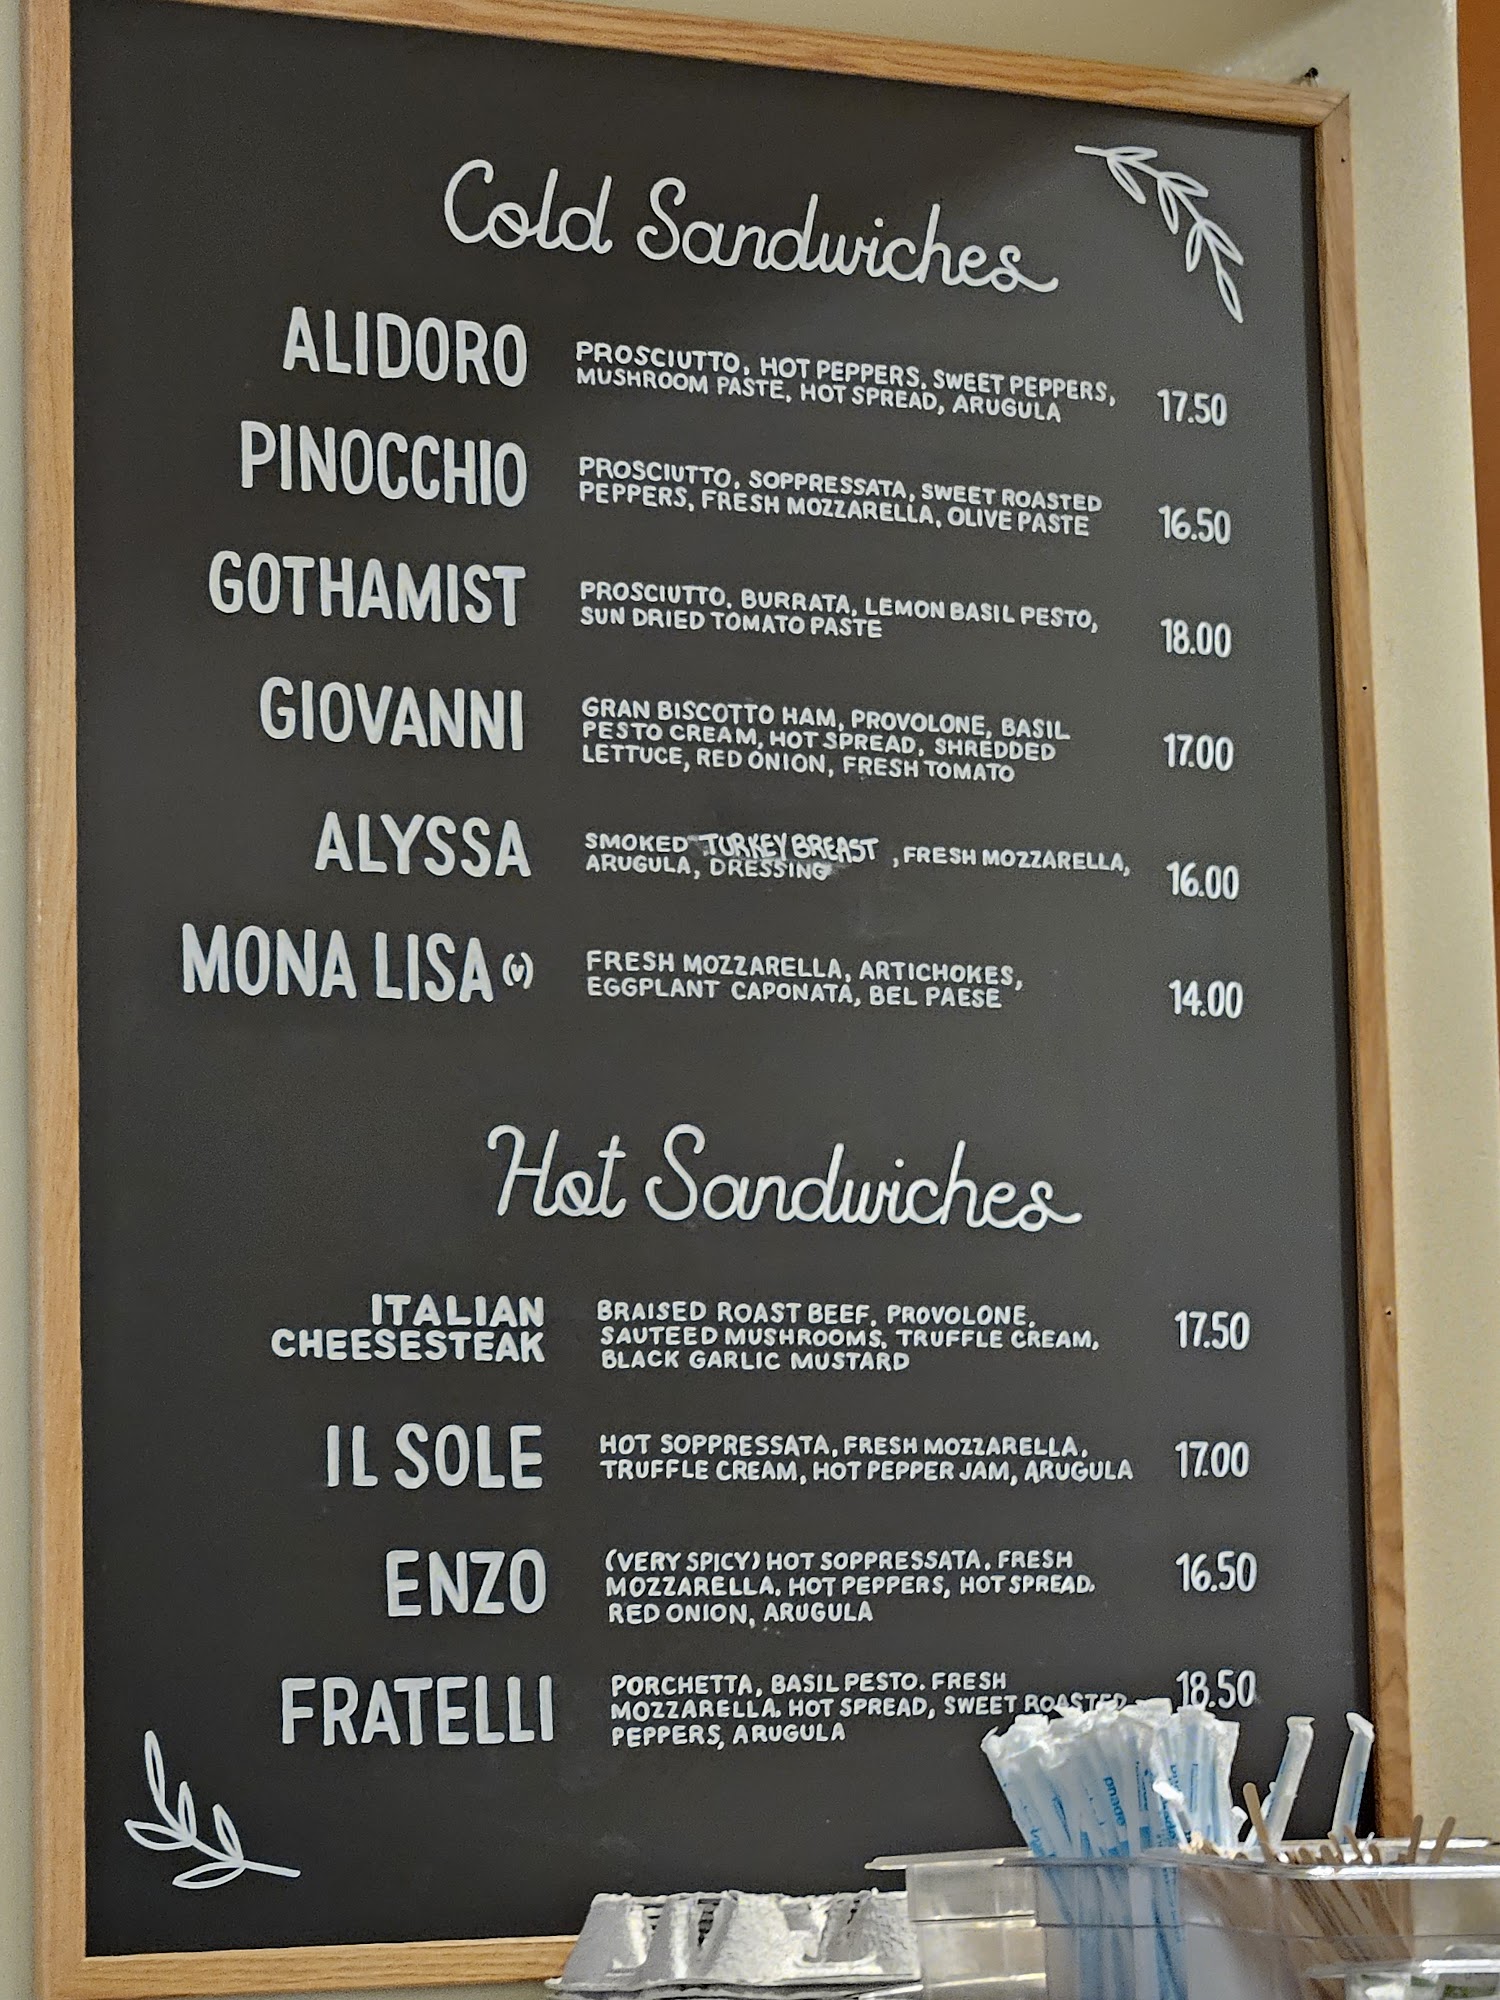 Cold Sandwiches
ALIDORO
PROSCIUTTO, HOT PEPPERS, SWEET PEPPERS,
MUSHROOM PASTE, HOT SPREAD, ARUGULA
17.50
PINOCCHIO
PROSCIUTTO, SOPPRESSATA, SWEET ROASTED
PEPPERS, FRESH MOZZARELLA, OLIVE PASTE
16.50
GOTHAMIST
PROSCIUTTO, BURRATA, LEMON BASIL PESTO,
SUN DRIED TOMATO PASTE
18.00
GIOVANNI
GRAN BISCOTTO HAM, PROVOLONE, BASIL
PESTO CREAM, HOT SPREAD, SHREDDED
LETTUCE, RED ONION, FRESH TOMATO
17.00
ALYSSA
SMOKED TURKEY BREAST , FRESH MOZZARELLA,
ARUGULA, DRESSING
16.00
MONA LISA (V)
FRESH MOZZARELLA, ARTICHOKES,
EGGPLANT CAPONATA, BEL PAESE
14.00
Hot Sandwiches
ITALIAN
CHEESESTEAK
BRAISED ROAST BEEF, PROVOLONE,
SAUTEED MUSHROOMS, TRUFFLE CREAM,
BLACK GARLIC MUSTARD
17.50
IL SOLE
HOT SOPPRESSATA, FRESH MOZZARELLA,
TRUFFLE CREAM, HOT PEPPER JAM, ARUGULA
17.00
ENZO
(VERY SPICY) HOT SOPPRESSATA, FRESH
MOZZARELLA, HOT PEPPERS, HOT SPREAD,
RED ONION, ARUGULA
16.50
FRATELLI
PORCHETTA, BASIL PESTO, FRESH
MOZZARELLA, HOT SPREAD, SWEET ROASTED
PEPPERS, ARUGULA
18.50